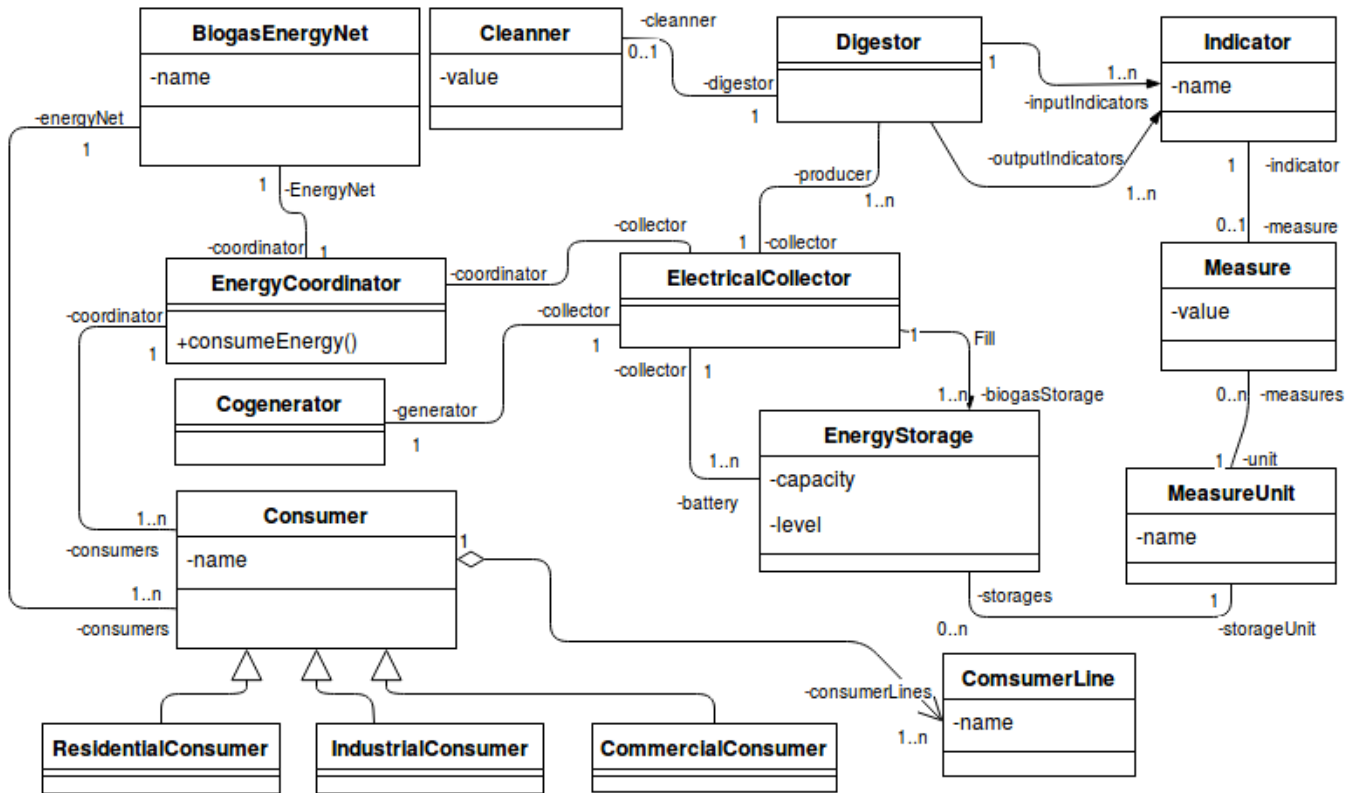 BiogasEnergyNet
-name
Cleanner
-value
-cleanner
0..1
-digestor
1
Digestor
1
1..n
-inputIndicators
-outputIndicators
1..n
Indicator
-name
-energyNet
1
1
-EnergyNet
-producer
1..n
1
-indicator
0..1
-measure
-coordinator
1
-collector
1
-collector
EnergyCoordinator
+consumeEnergy()
-coordinator
ElectricalCollector
Measure
-value
-coordinator
1
-collector
1
-collector
1
1
Fill
Cogenerator
-generator
1
1..n
-biogasStorage
0..n
-measures
EnergyStorage
-capacity
-level
1..n
-battery
1
-unit
MeasureUnit
-name
Consumer
-name
1
1..n
-consumers
1..n
-consumers
-storages
0..n
1
-storageUnit
-consumerLines
1..n
ComsumerLine
-name
ResidentialConsumer
IndustrialConsumer
CommercialConsumer